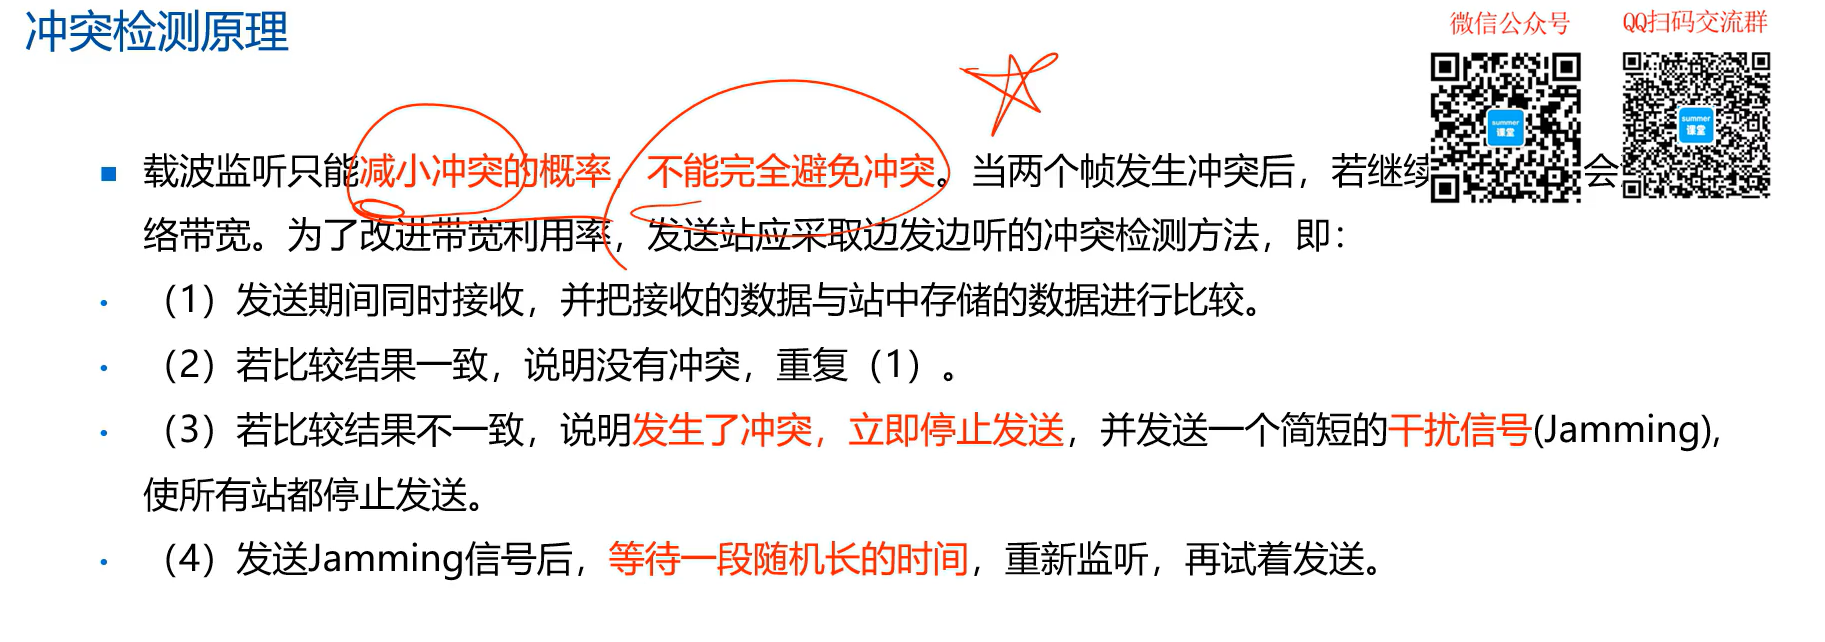 冲突检测原理
微信公众号
QQ扫码交流群
summer
课堂
summer
课堂
■ 载波监听只能减小冲突的概率，不能完全避免冲突。当两个帧发生冲突后，若继续 会
络带宽。为了改进带宽利用率，发送站应采取边发边听的冲突检测方法，即：
• （1）发送期间同时接收，并把接收的数据与站中存储的数据进行比较。
• （2）若比较结果一致，说明没有冲突，重复（1）。
• （3）若比较结果不一致，说明发生了冲突，立即停止发送，并发送一个简短的干扰信号(Jamming),
使所有站都停止发送。
• （4）发送Jamming信号后，等待一段随机长的时间，重新监听，再试着发送。